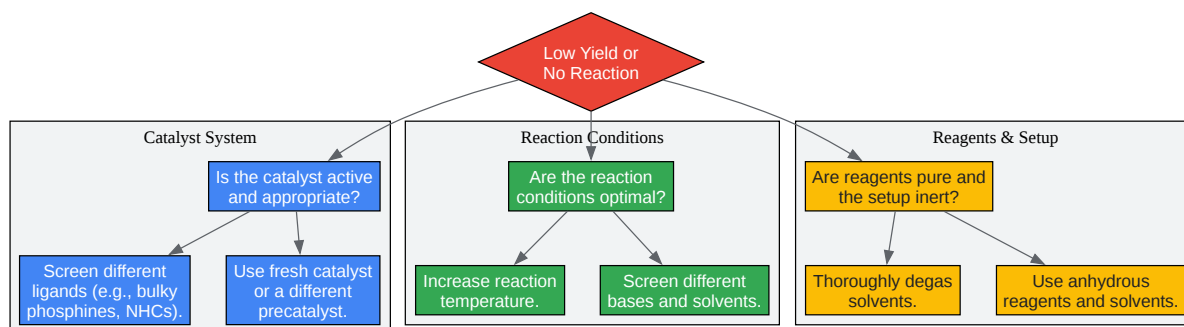 Low Yield or
No Reaction
Catalyst System
Is the catalyst active
and appropriate?
Screen different
ligands (e.g., bulky
phosphines, NHCs).
Use fresh catalyst
or a different
precatalyst.
Reaction Conditions
Are the reaction
conditions optimal?
Increase reaction
temperature.
Screen different
bases and solvents.
Reagents & Setup
Are reagents pure and
the setup inert?
Thoroughly degas
solvents.
Use anhydrous
reagents and solvents.